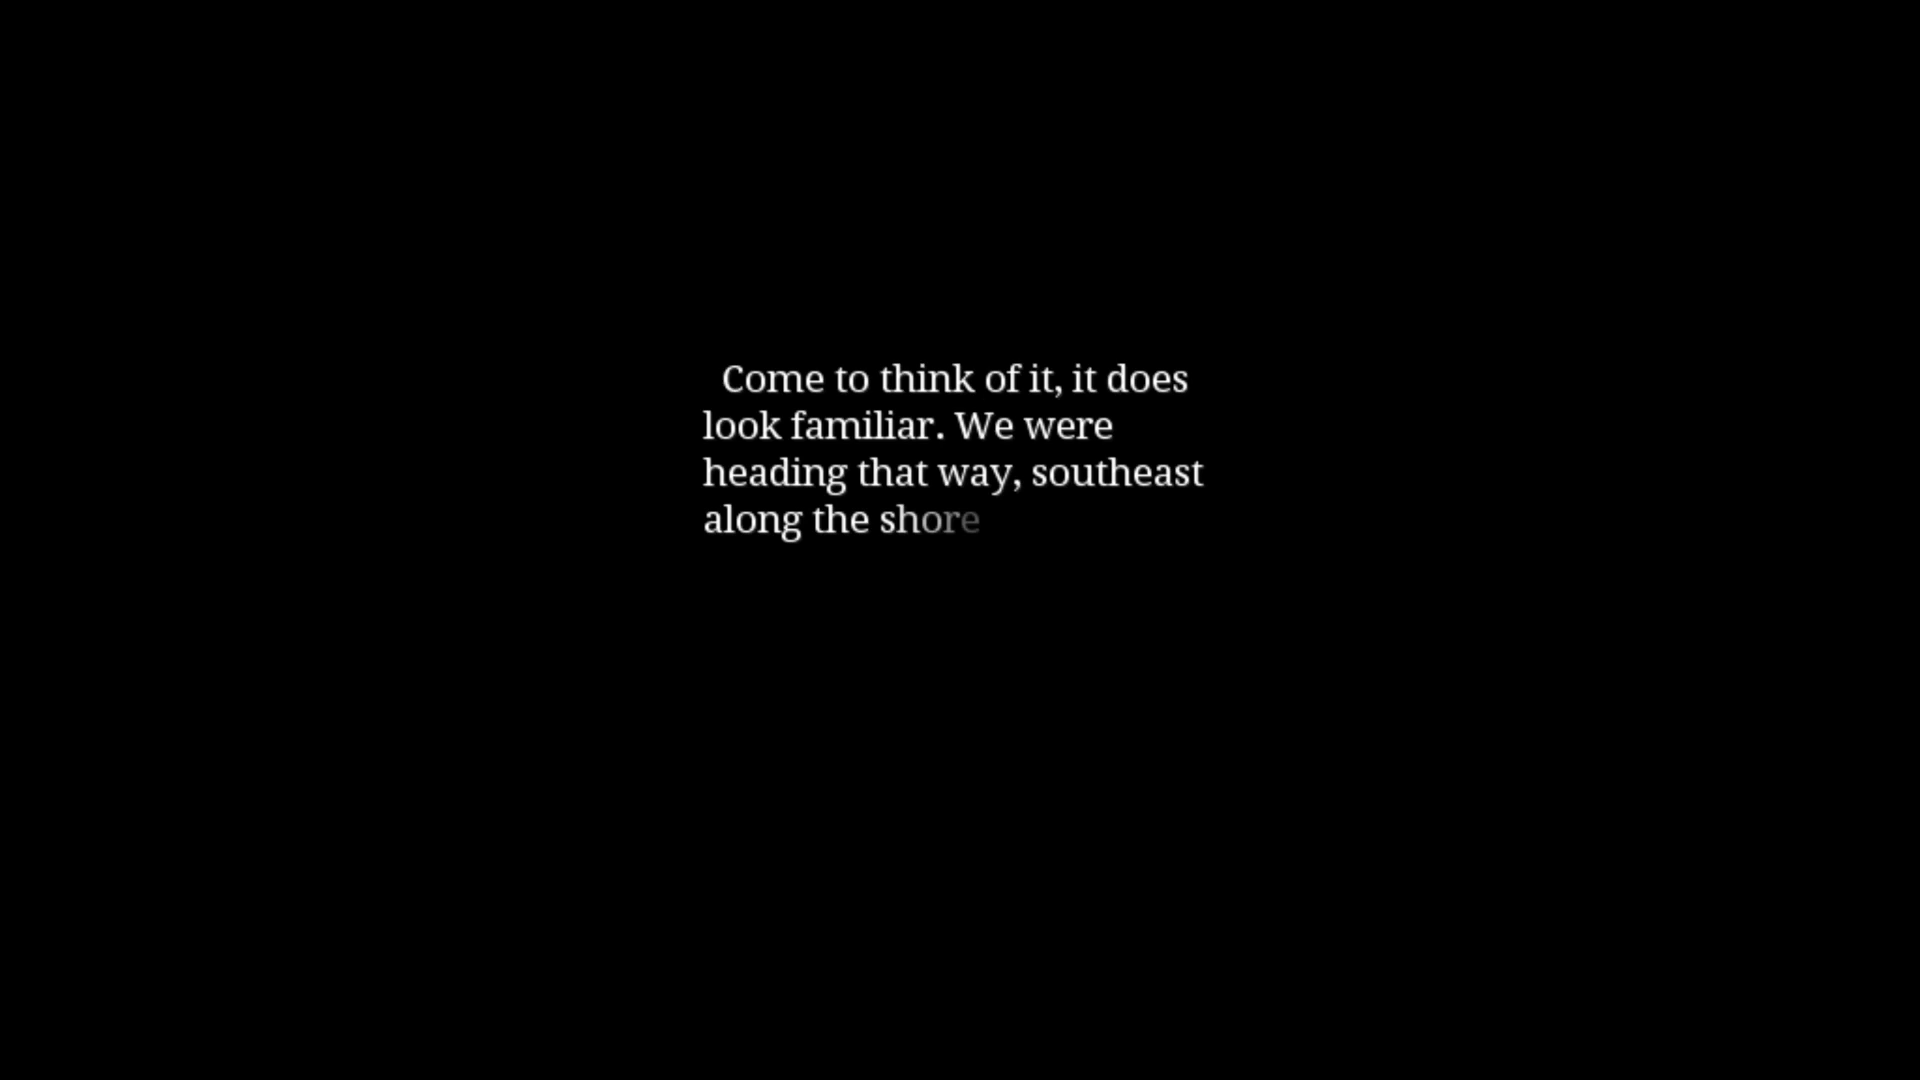 Come to think of it, it does
look familiar. We were
heading that way, southeast
along the shore